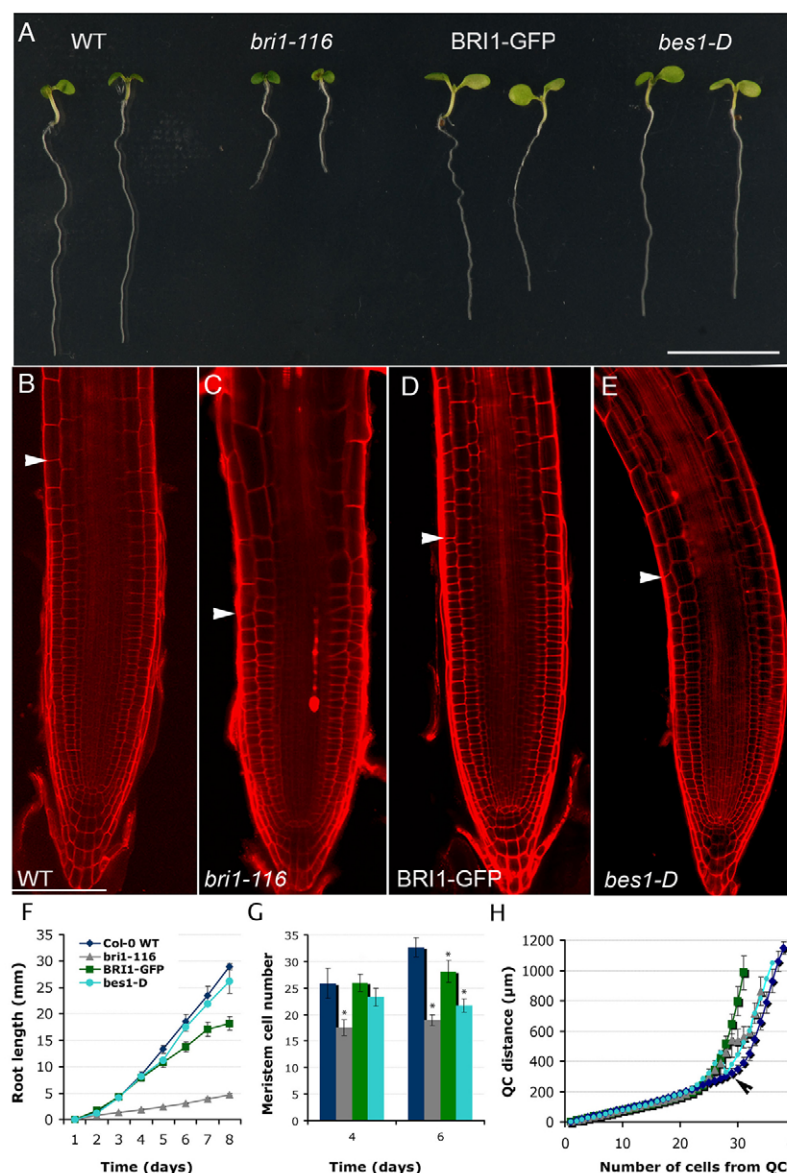 A
WT
bri1-116
BRI1-GFP
bes1-D
B
C
D
E
WT
bri1-116
BRI1-GFP
bes1-D
F
Root length (mm)
35
30
25
20
15
10
5
0
Col-0 WT
bri1-116
BRI1-GFP
bes1-D
1 2 3 4 5 6 7 8
Time (days)
G
Meristem cell number
35
30
25
20
15
10
5
0
*
*
*
*
4 6
Time (days)
H
QC distance (µm)
1200
1000
800
600
400
200
0
0 10 20 30
Number of cells from QC